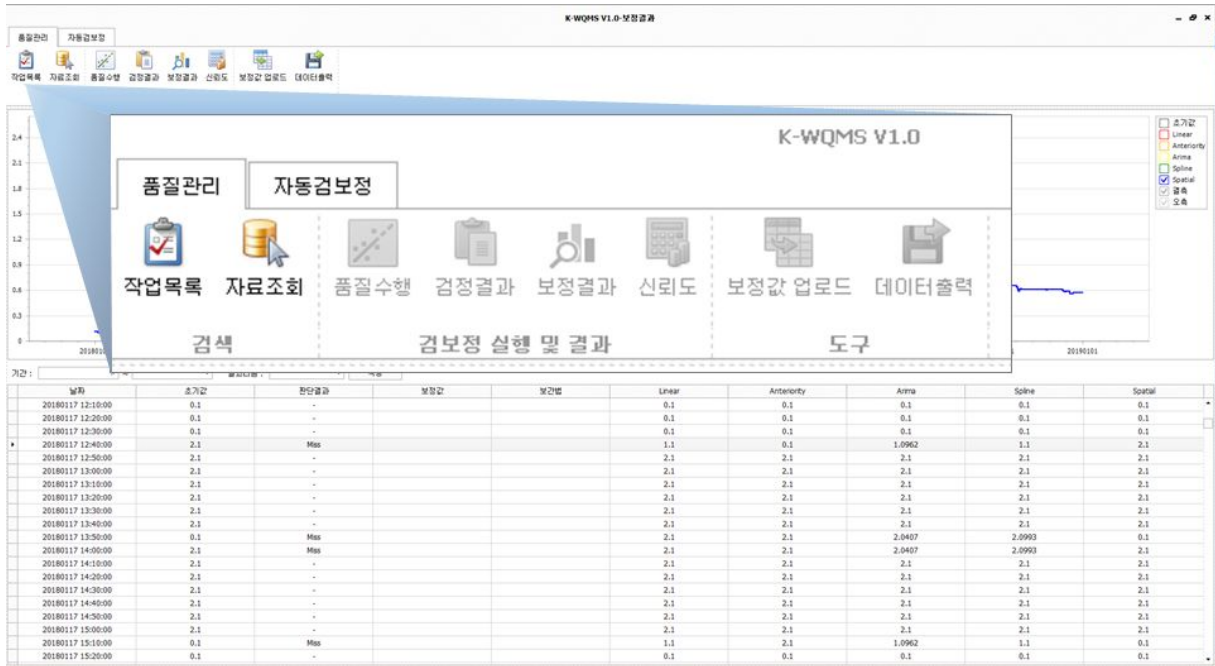 K-WQMS V1.0-보정결과
품질관리 자동검보정
작업목록 자료조회 품질수행 검정결과 보정결과 신뢰도 보정값 업로드 데이터출력
K-WQMS V1.0
품질관리 자동검보정
작업목록 자료조회 품질수행 검정결과 보정결과 신뢰도 보정값 업로드 데이터출력
검색 검보정 실행 및 결과 도구
초기값
Linear
Anteriority
Arima
Spline
Spatial
결측
오측
2.4
2.1
1.8
1.5
1.2
0.9
0.6
0.3
0
20190101
기간 : ~
날짜 초기값 판단결과 보정값 보간법 Linear Anteriority Arima Spline Spatial
20180117 12:10:00 0.1 - 0.1 0.1 0.1 0.1 0.1
20180117 12:20:00 0.1 - 0.1 0.1 0.1 0.1 0.1
20180117 12:30:00 0.1 - 0.1 0.1 0.1 0.1 0.1
20180117 12:40:00 2.1 Mss 1.1 0.1 1.0962 1.1 2.1
20180117 12:50:00 2.1 - 2.1 2.1 2.1 2.1 2.1
20180117 13:00:00 2.1 - 2.1 2.1 2.1 2.1 2.1
20180117 13:10:00 2.1 - 2.1 2.1 2.1 2.1 2.1
20180117 13:20:00 2.1 - 2.1 2.1 2.1 2.1 2.1
20180117 13:30:00 2.1 - 2.1 2.1 2.1 2.1 2.1
20180117 13:40:00 2.1 - 2.1 2.1 2.1 2.1 2.1
20180117 13:50:00 0.1 Mss 2.1 2.1 2.0407 2.0993 0.1
20180117 14:00:00 2.1 Mss 2.1 2.1 2.0407 2.0993 2.1
20180117 14:10:00 2.1 - 2.1 2.1 2.1 2.1 2.1
20180117 14:20:00 2.1 - 2.1 2.1 2.1 2.1 2.1
20180117 14:30:00 2.1 - 2.1 2.1 2.1 2.1 2.1
20180117 14:40:00 2.1 - 2.1 2.1 2.1 2.1 2.1
20180117 14:50:00 2.1 - 2.1 2.1 2.1 2.1 2.1
20180117 15:00:00 2.1 - 2.1 2.1 2.1 2.1 2.1
20180117 15:10:00 0.1 Mss 1.1 2.1 1.0962 1.1 0.1
20180117 15:20:00 0.1 - 0.1 0.1 0.1 0.1 0.1